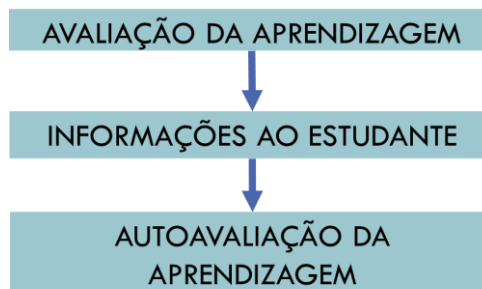 AVALIAÇÃO DA APRENDIZAGEM
INFORMAÇÕES AO ESTUDANTE
AUTOAVALIAÇÃO DA
APRENDIZAGEM